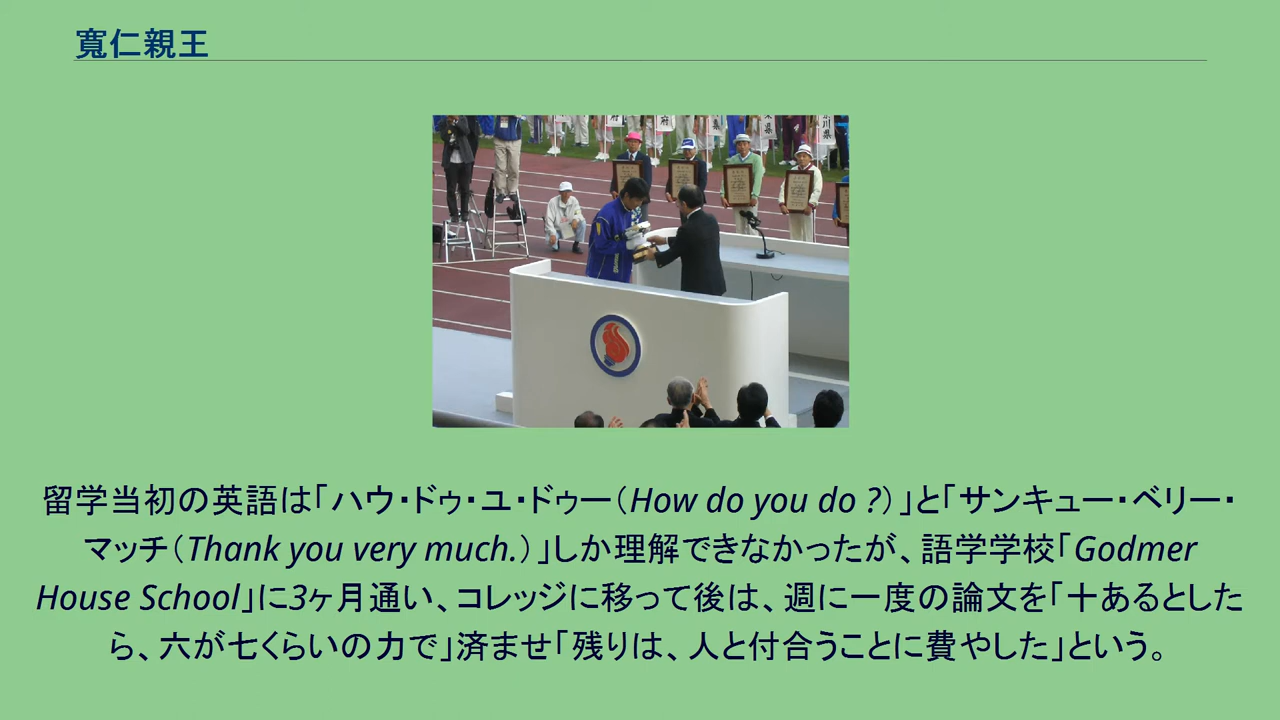 寬仁親王
府
県
川県
留学当初の英語は「ハウ・ドゥ・ユ・ドゥー（How do you do ?）」と「サンキュー・ベリー・
マッチ（Thank you very much.）」しか理解できなかったが、語学学校「Godmer
House School」に3ヶ月通い、コレッジに移って後は、週に一度の論文を「十あるとした
ら、六が七くらいの力で」済ませ「残りは、人と付合うことに費やした」という。